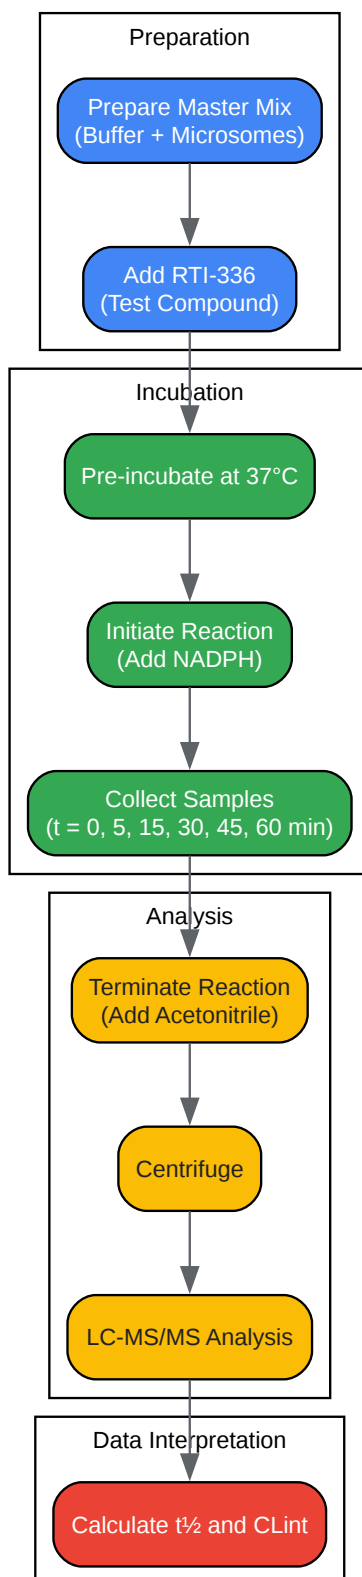 Preparation
Prepare Master Mix
(Buffer + Microsomes)
Add RTI-336
(Test Compound)
Incubation
Pre-incubate at 37°C
Initiate Reaction
(Add NADPH)
Collect Samples
(t = 0, 5, 15, 30, 45, 60 min)
Analysis
Terminate Reaction
(Add Acetonitrile)
Centrifuge
LC-MS/MS Analysis
Data Interpretation
Calculate t½ and CLint